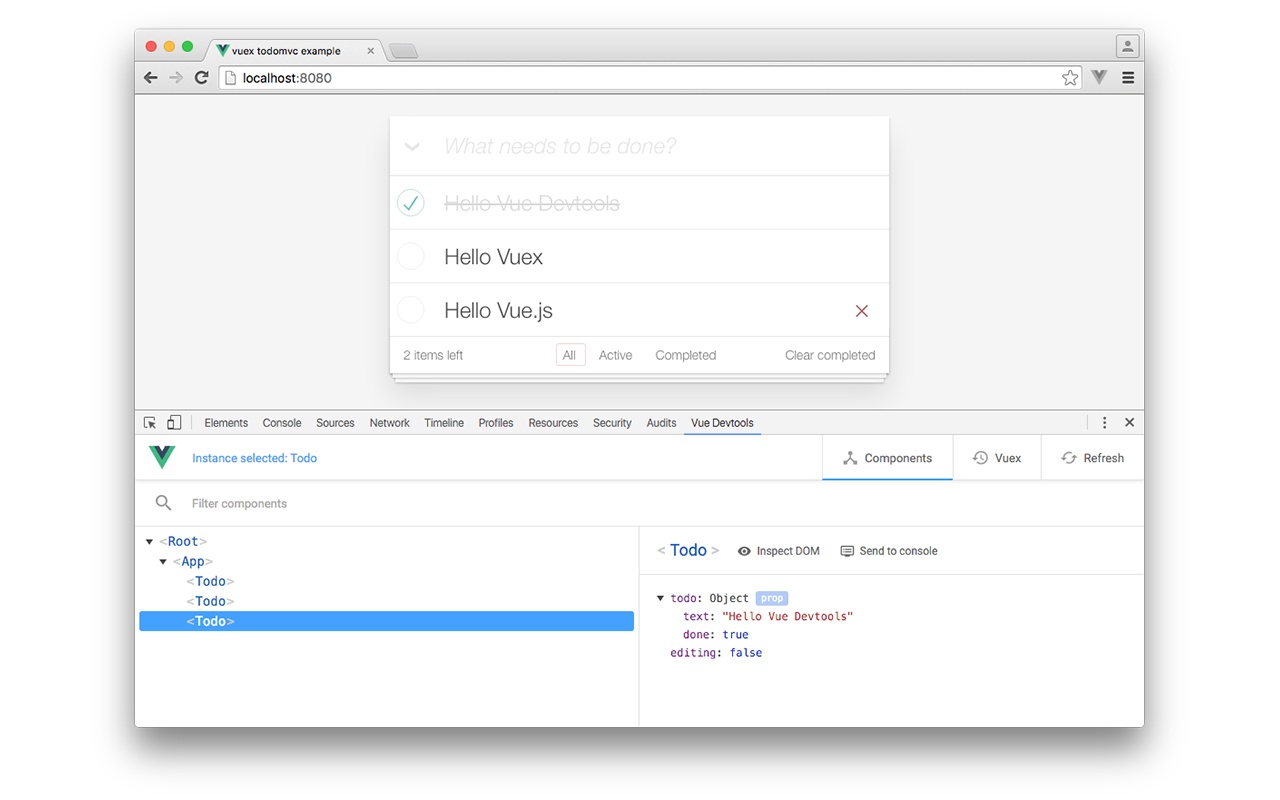 vuex todomvc example
localhost:8080
What needs to be done?
Hello Vue Devtools
Hello Vuex
Hello Vue.js
2 items left All Active Completed Clear completed
Elements Console Sources Network Timeline Profiles Resources Security Audits Vue Devtools
Instance selected: Todo Components Vuex Refresh
Filter components
<Root>
<App>
<Todo>
<Todo>
<Todo>
< Todo > Inspect DOM Send to console
todo: Object prop
text: "Hello Vue Devtools"
done: true
editing: false